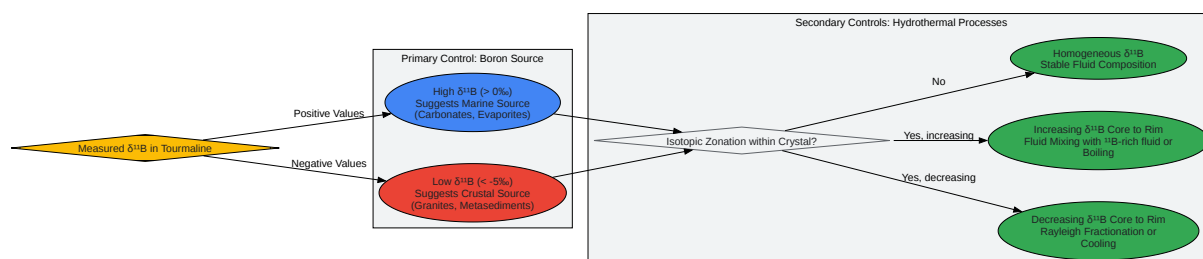 Measured δ¹¹B in Tourmaline
Positive Values
Negative Values
Primary Control: Boron Source
High δ¹¹B (> 0‰)
Suggests Marine Source
(Carbonates, Evaporites)
Low δ¹¹B (< -5‰)
Suggests Crustal Source
(Granites, Metasediments)
Secondary Controls: Hydrothermal Processes
Isotopic Zonation within Crystal?
No
Yes, increasing
Yes, decreasing
Homogeneous δ¹¹B
Stable Fluid Composition
Increasing δ¹¹B Core to Rim
Fluid Mixing with ¹¹B-rich fluid or
Boiling
Decreasing δ¹¹B Core to Rim
Rayleigh Fractionation or
Cooling